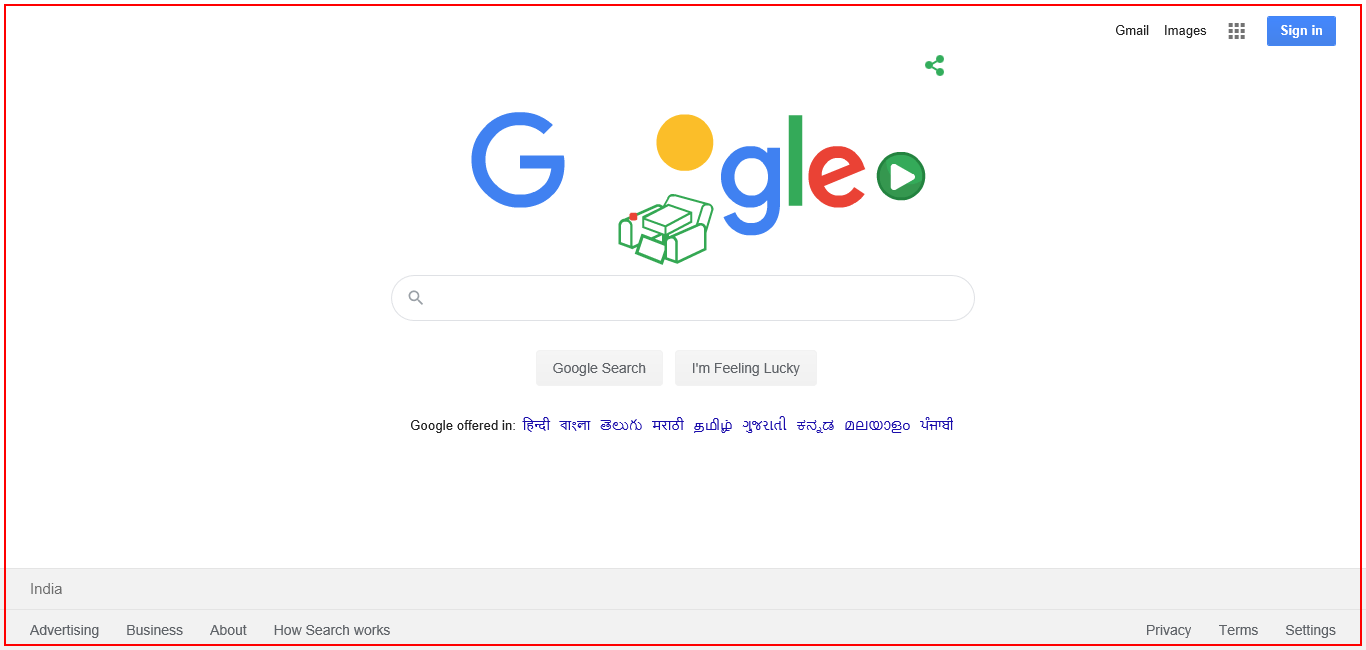 Gmail Images Sign in
G gle
Google Search I'm Feeling Lucky
Google offered in: हिन्दी বাংলা తెలుగు मराठी தமிழ் ગુજરાતી ಕನ್ನಡ മലയാളം ਪੰਜਾਬੀ
India
Advertising Business About How Search works Privacy Terms Settings